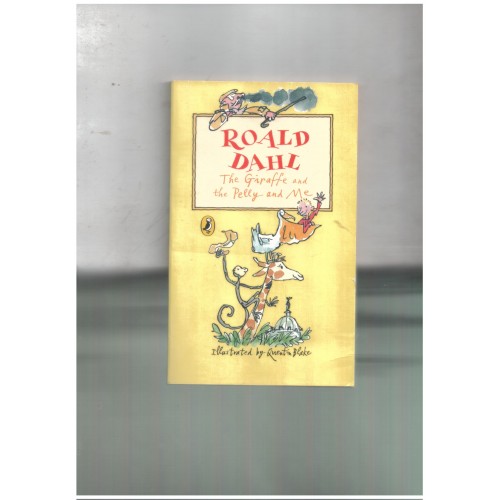 ROALD
DAHL
The Giraffe and
the Pelly and Me
Illustrated by Quentin Blake